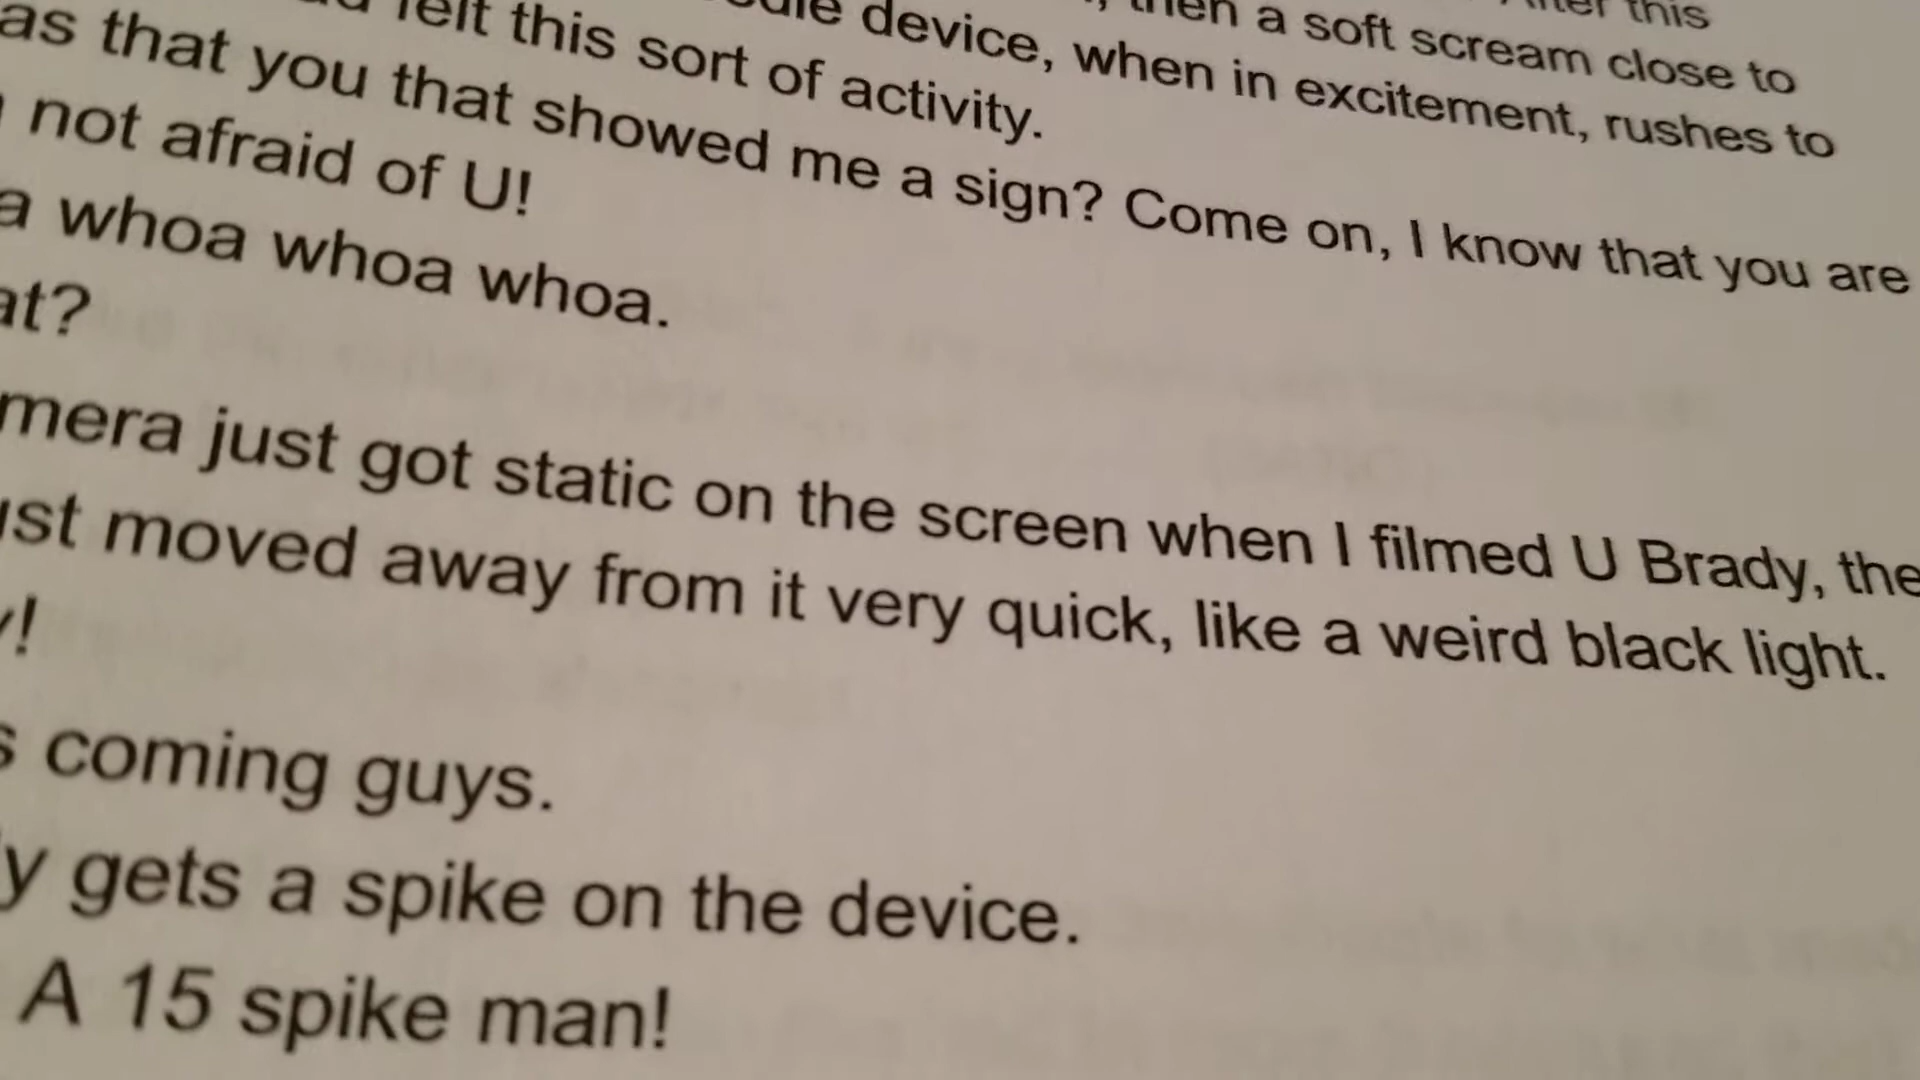 this
then a soft scream close to
device, when in excitement, rushes to
felt this sort of activity.
as that you that showed me a sign? Come on, I know that you are
not afraid of U!
a whoa whoa whoa.
at?
mera just got static on the screen when I filmed U Brady, the
ust moved away from it very quick, like a weird black light.
y!
s coming guys.
y gets a spike on the device.
A 15 spike man!